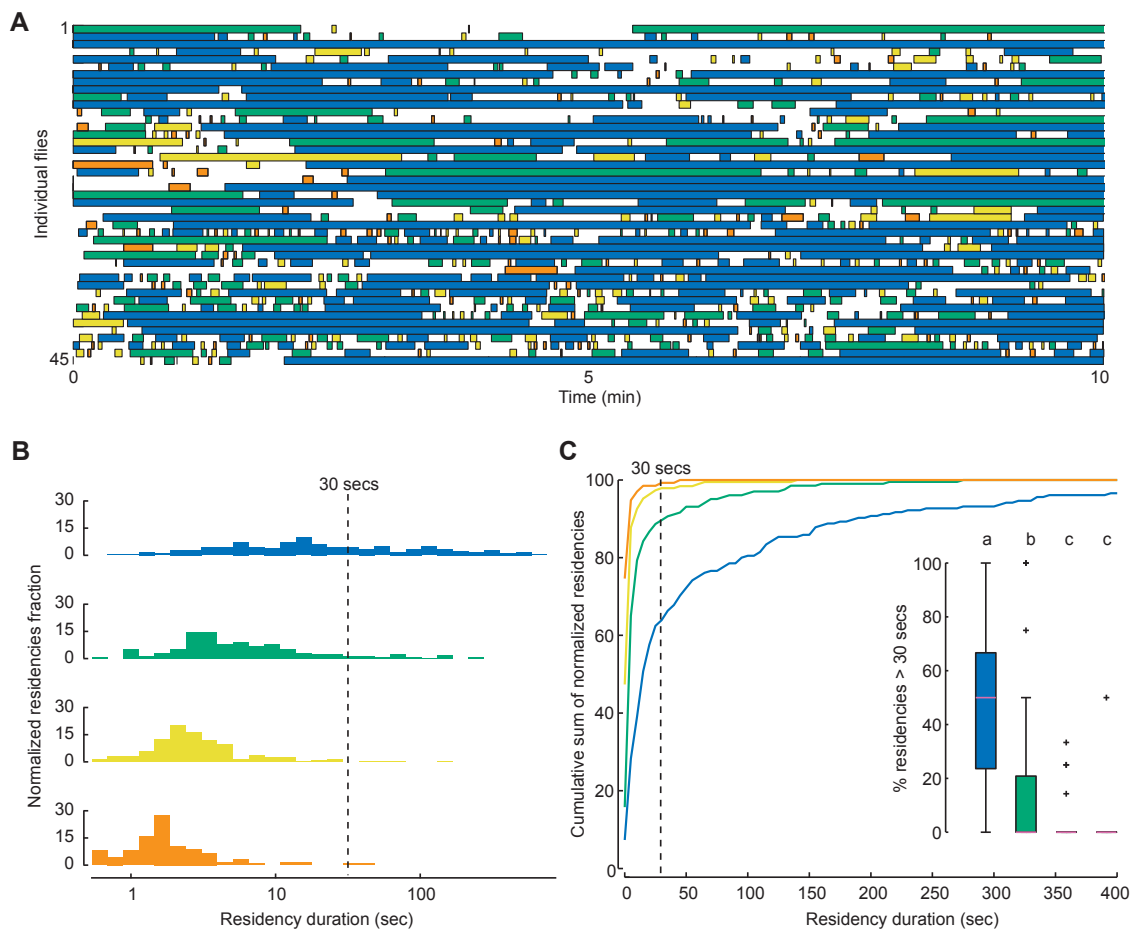 A
1
Individual flies
45
0
5
10
Time (min)
B
30 secs
Normalized residencies fraction
30
15
0
30
15
0
30
15
0
30
15
0
1
10
100
Residency duration (sec)
C
30 secs
Cumulative sum of normalized residencies
100
80
60
40
20
0
0
50
100
150
200
250
300
350
400
Residency duration (sec)
a
b
c
c
% residencies > 30 secs
100
80
60
40
20
0